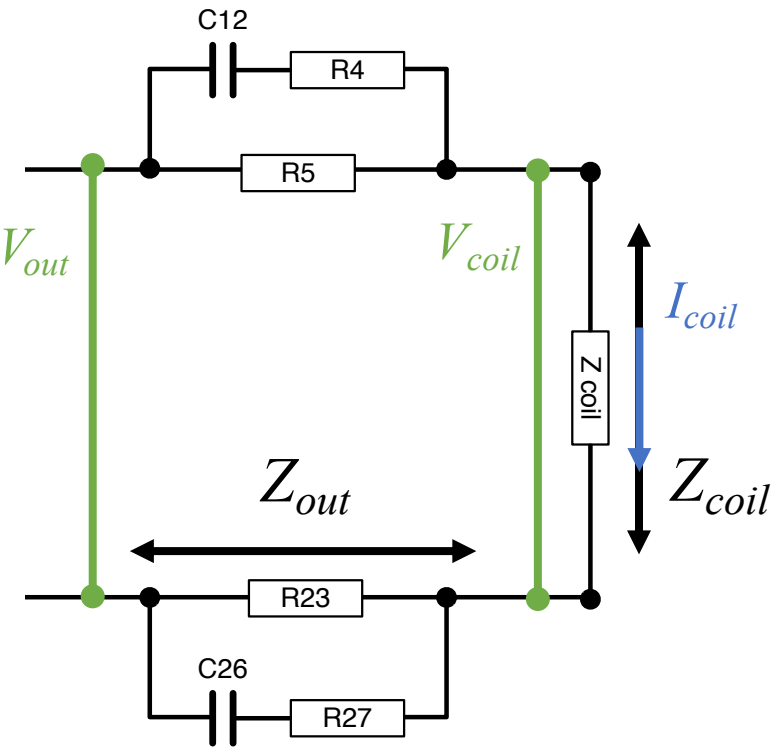 C12
R4
R5
V_out
V_coil
I_coil
Z coil
Z_out
Z_coil
R23
C26
R27